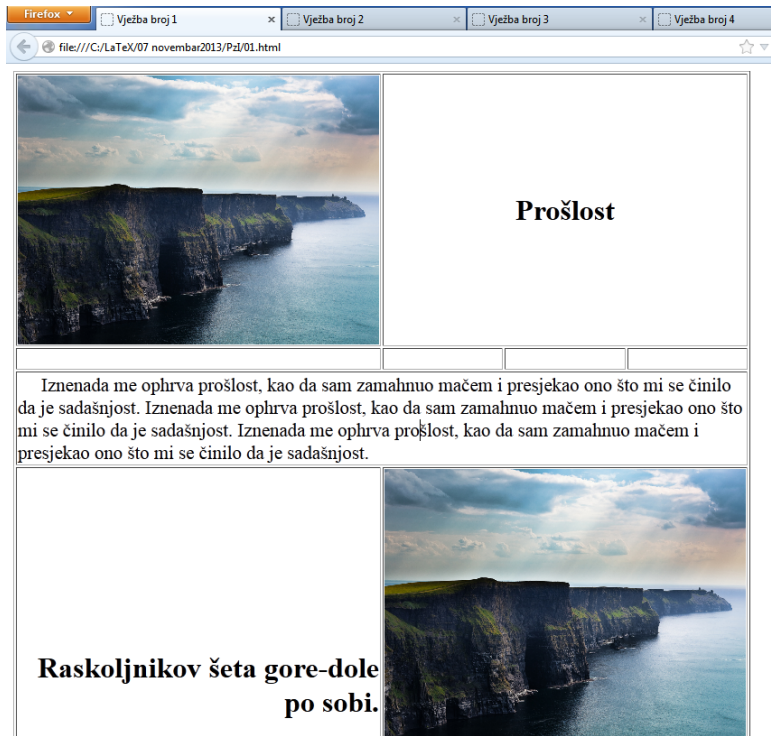 Firefox
Vježba broj 1
Vježba broj 2
Vježba broj 3
Vježba broj 4
file:///C:/LaTeX/07 novembar2013/PzI/01.html
Prošlost
Iznenada me ophrva prošlost, kao da sam zamahnuo mačem i presjekao ono što mi se činilo
da je sadašnjost. Iznenada me ophrva prošlost, kao da sam zamahnuo mačem i presjekao ono što
mi se činilo da je sadašnjost. Iznenada me ophrva prošlost, kao da sam zamahnuo mačem i
presjekao ono što mi se činilo da je sadašnjost.
Raskoljnikov šeta gore-dole
po sobi.